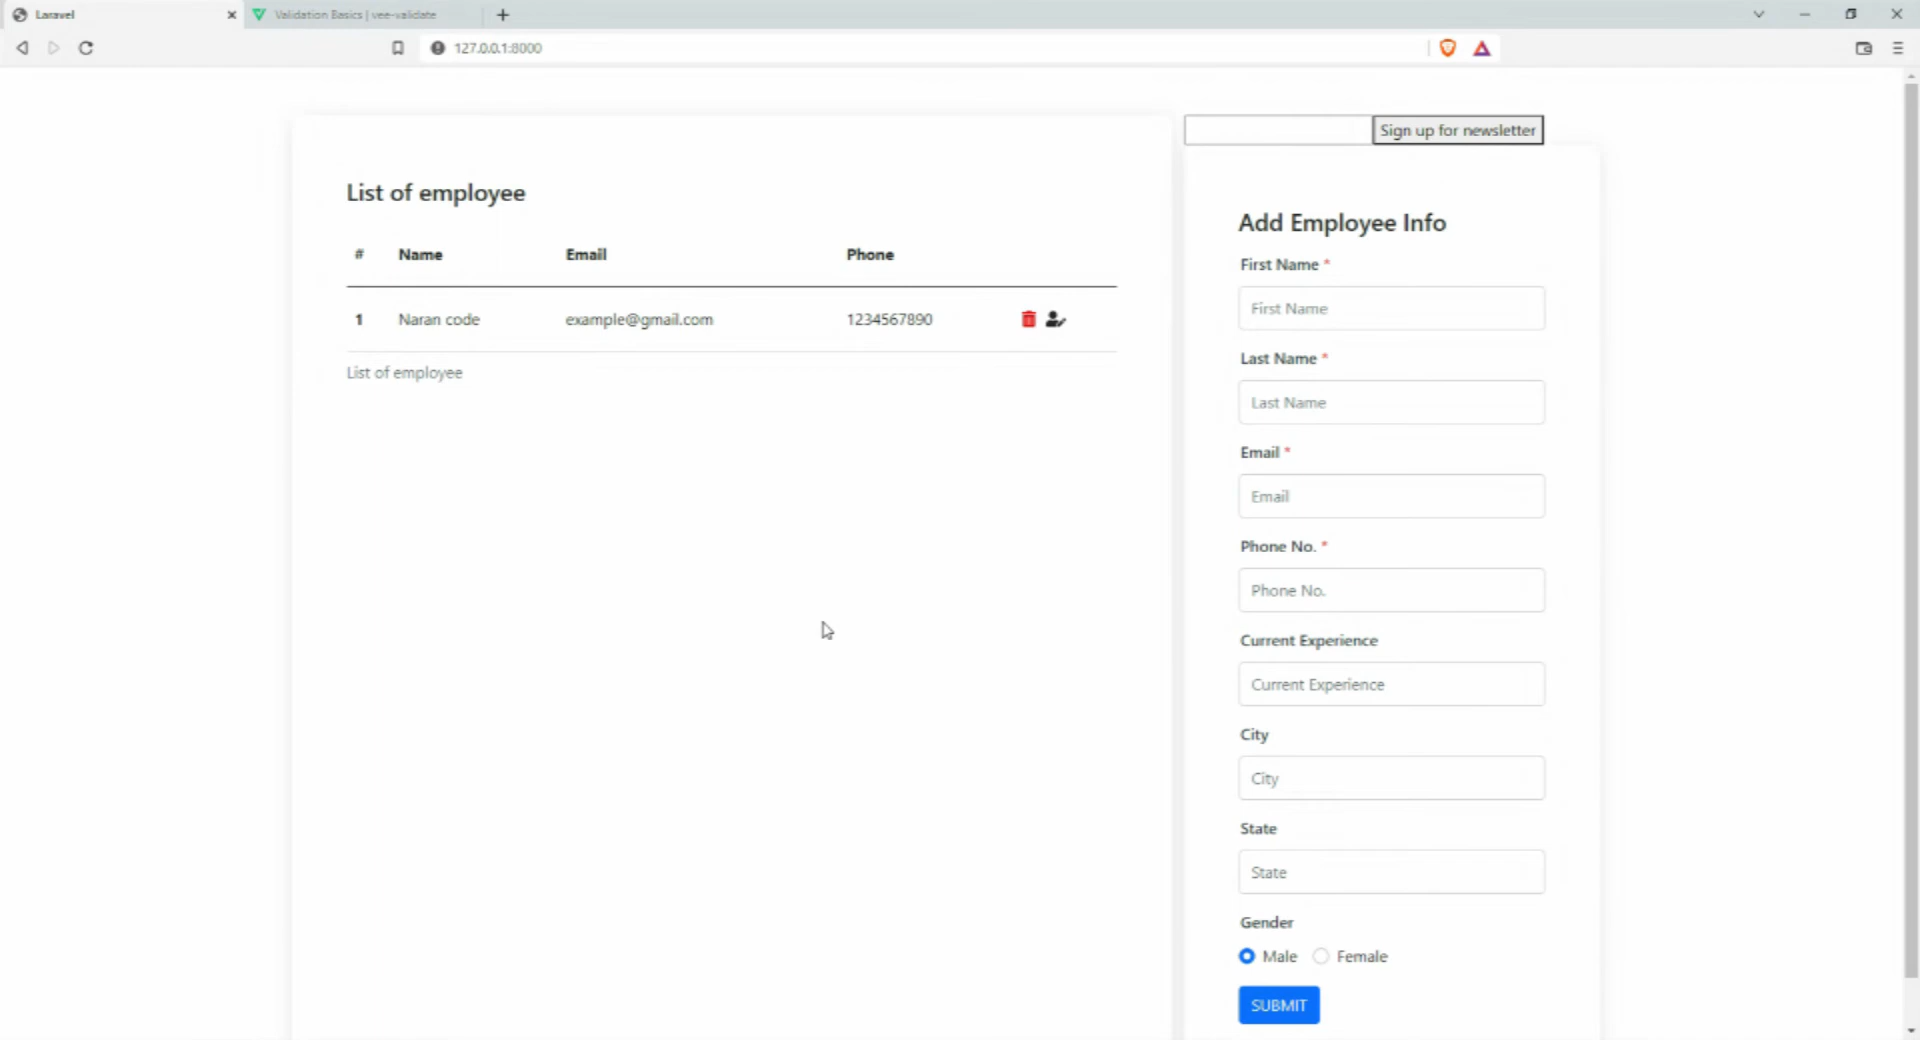 Laravel
Validation Basics | vee-validate
127.0.0.1:8000
Sign up for newsletter
List of employee
# Name Email Phone
1 Naran code example@gmail.com 1234567890
List of employee
Add Employee Info
First Name *
First Name
Last Name *
Last Name
Email *
Email
Phone No. *
Phone No.
Current Experience
Current Experience
City
City
State
State
Gender
Male Female
SUBMIT